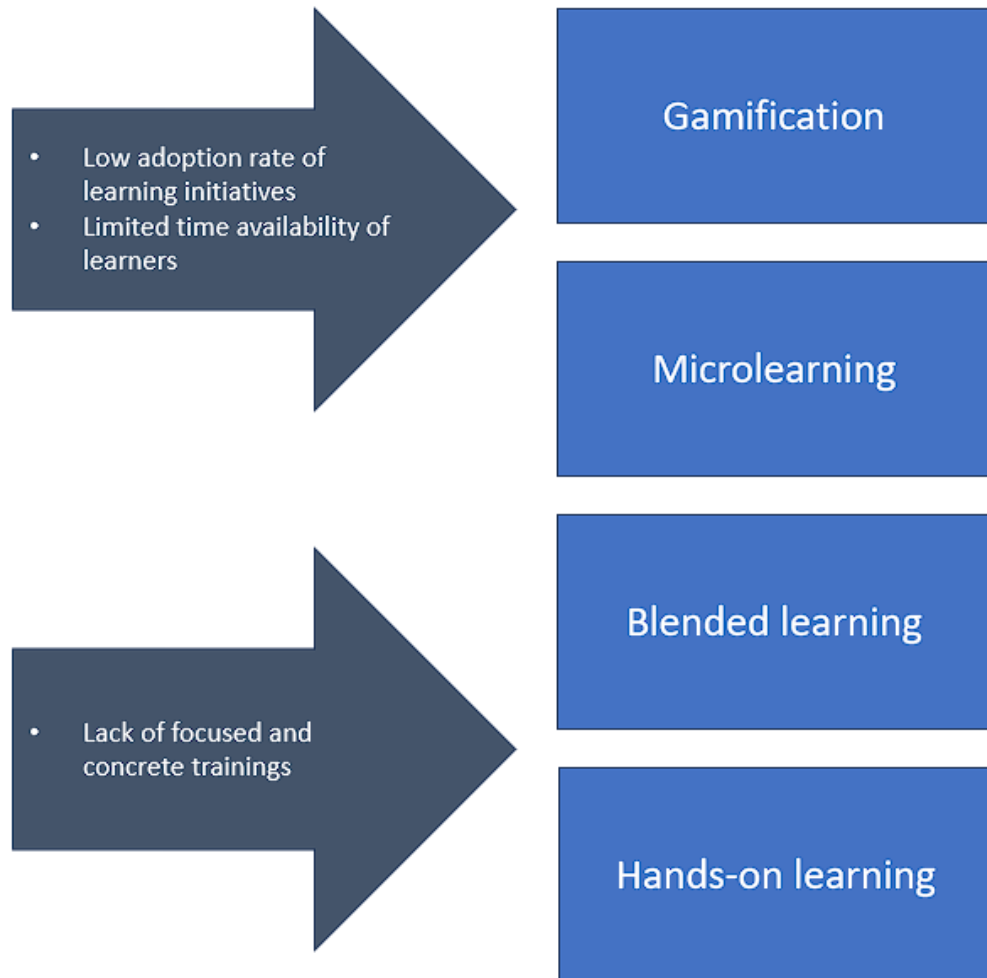 • Low adoption rate of
learning initiatives
• Limited time availability of
learners
Gamification
Microlearning
• Lack of focused and
concrete trainings
Blended learning
Hands-on learning